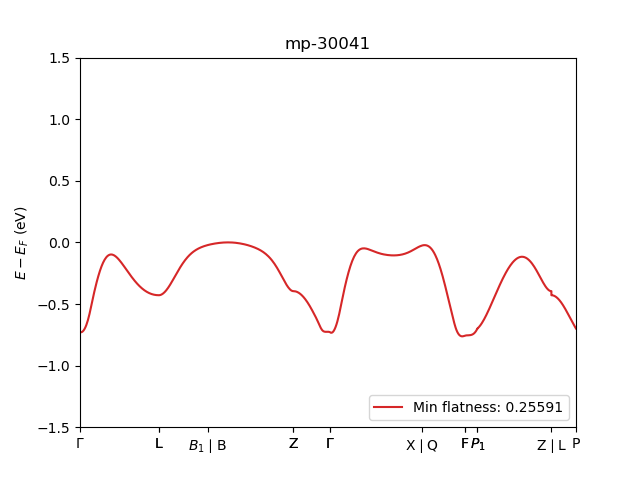 mp-30041
E − E_F (eV)
1.5
1.0
0.5
0.0
−0.5
−1.0
−1.5
Min flatness: 0.25591
Γ L B₁ | B Z Γ X | Q F P₁ Z | L P